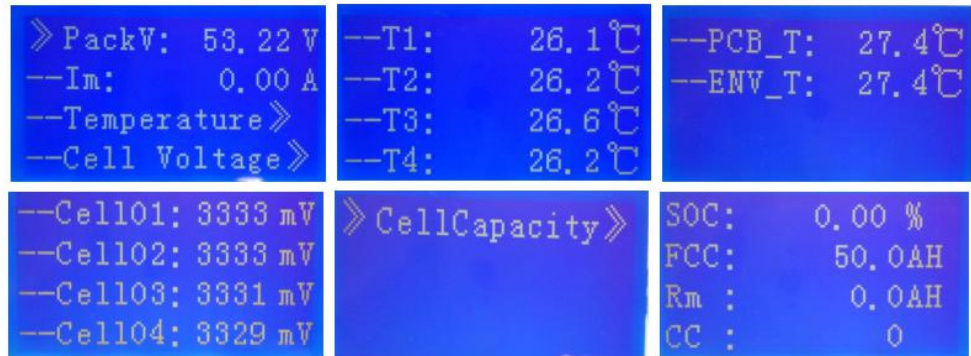 》PackV: 53.22 V
--Im: 0.00 A
--Temperature》
--Cell Voltage》
--T1: 26.1℃
--T2: 26.2℃
--T3: 26.6℃
--T4: 26.2℃
--PCB_T: 27.4℃
--ENV_T: 27.4℃
--Cell01: 3333 mV
--Cell02: 3333 mV
--Cell03: 3331 mV
--Cell04: 3329 mV
》CellCapacity》
SOC: 0.00 %
FCC: 50.0AH
Rm : 0.0AH
CC : 0